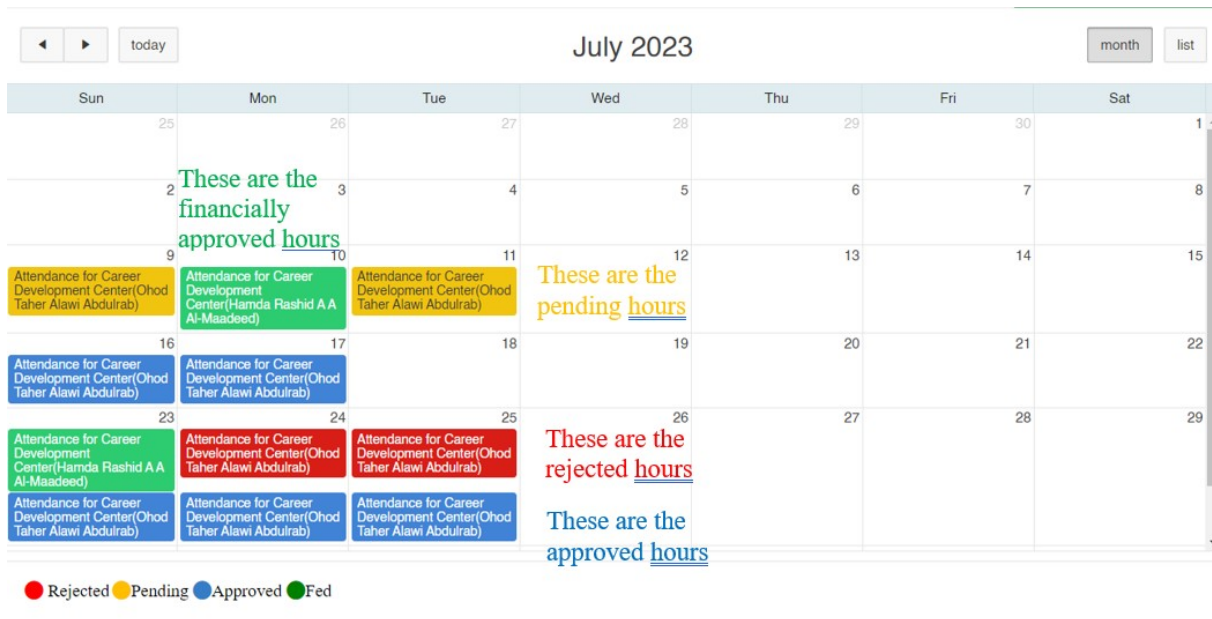 today
July 2023
month
list
Sun Mon Tue Wed Thu Fri Sat
25 26 27 28 29 30 1
These are the
financially
approved hours
2 3 4 5 6 7 8
9 10 11 12 13 14 15
Attendance for Career
Development Center(Ohod
Taher Alawi Abdulrab)
Attendance for Career
Development
Center(Hamda Rashid A A
Al-Maadeed)
Attendance for Career
Development Center(Ohod
Taher Alawi Abdulrab)
These are the
pending hours
16 17 18 19 20 21 22
Attendance for Career
Development Center(Ohod
Taher Alawi Abdulrab)
Attendance for Career
Development Center(Ohod
Taher Alawi Abdulrab)
23 24 25 26 27 28 29
Attendance for Career
Development
Center(Hamda Rashid A A
Al-Maadeed)
Attendance for Career
Development Center(Ohod
Taher Alawi Abdulrab)
Attendance for Career
Development Center(Ohod
Taher Alawi Abdulrab)
These are the
rejected hours
Attendance for Career
Development Center(Ohod
Taher Alawi Abdulrab)
Attendance for Career
Development Center(Ohod
Taher Alawi Abdulrab)
Attendance for Career
Development Center(Ohod
Taher Alawi Abdulrab)
These are the
approved hours
Rejected Pending Approved Fed